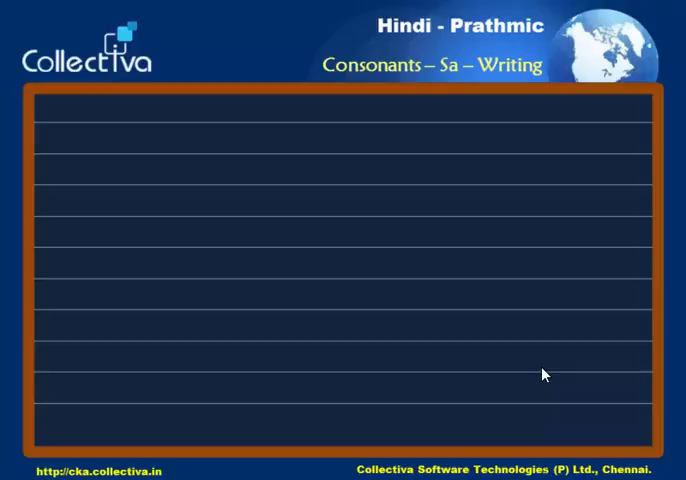 Collectiva
Hindi - Prathmic
Consonants – Sa – Writing
http://cka.collectiva.in
Collectiva Software Technologies (P) Ltd., Chennai.